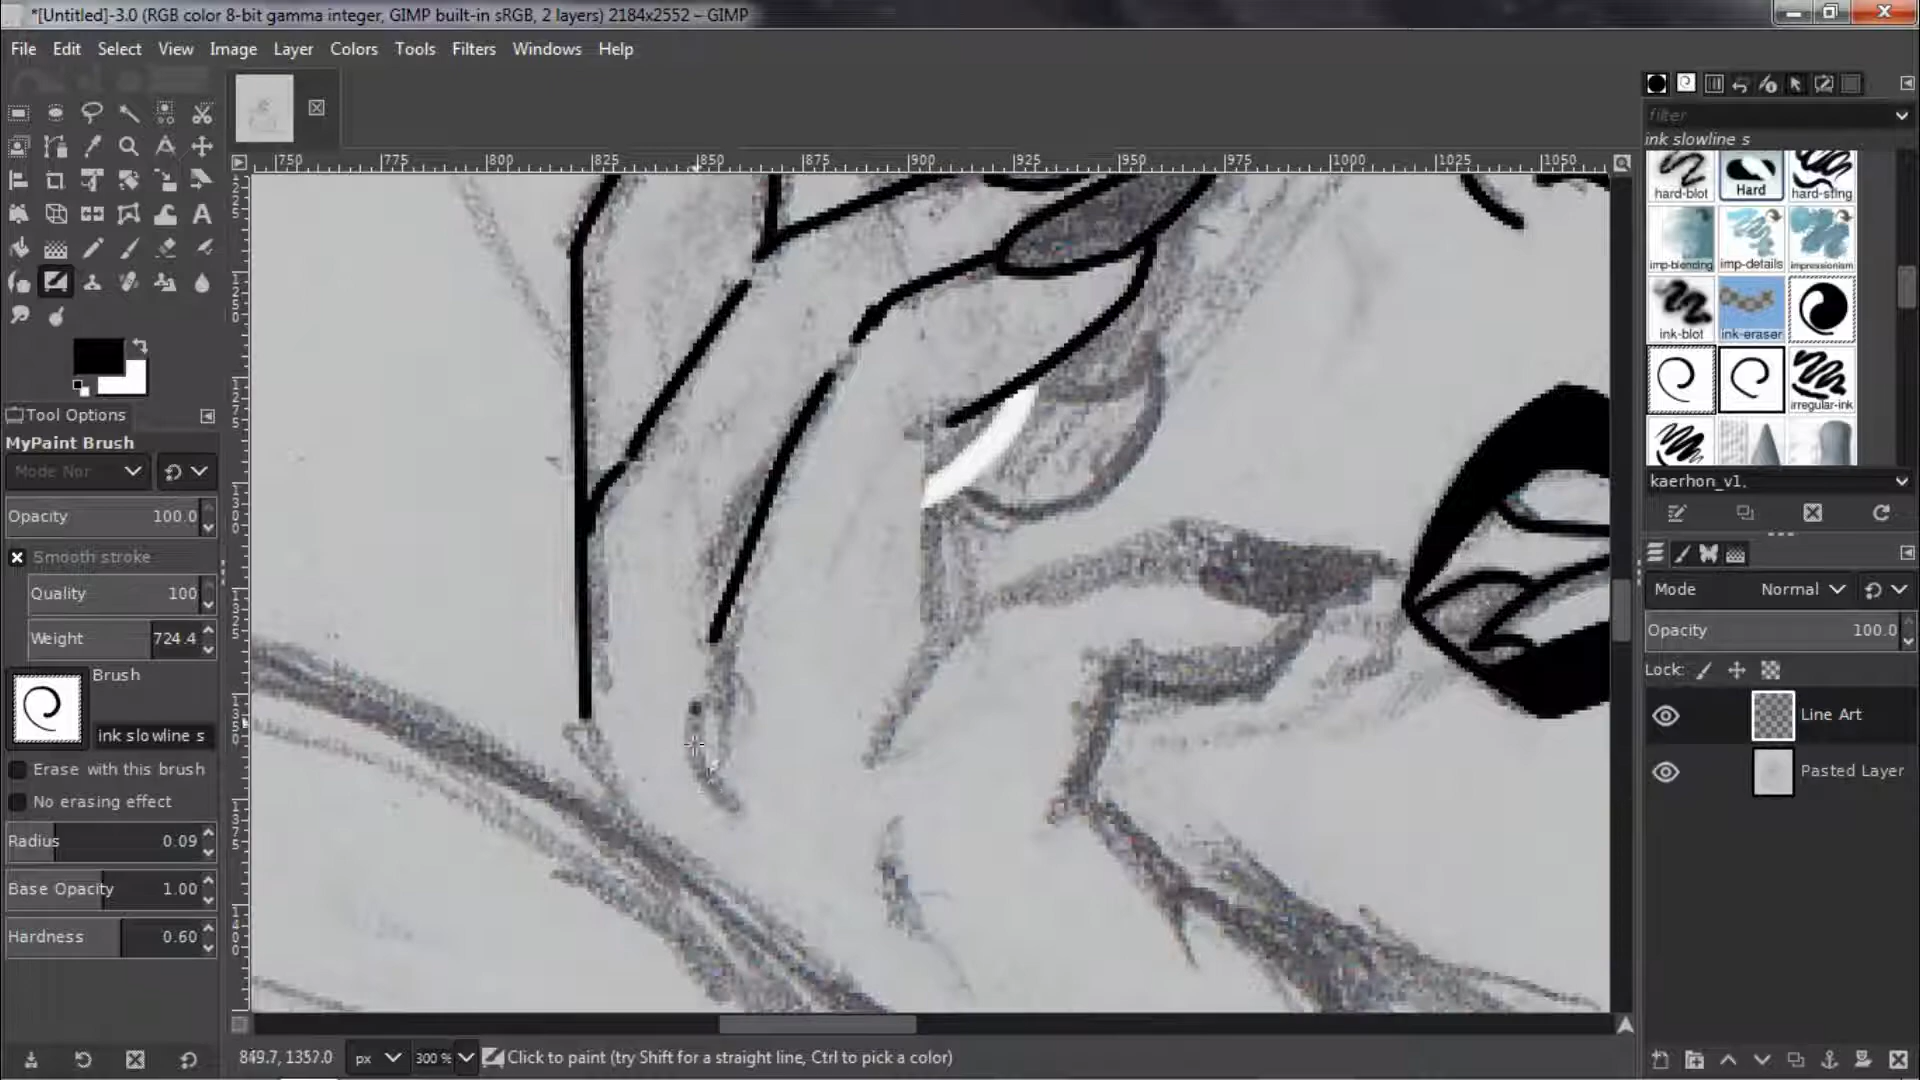 *[Untitled]-3.0 (RGB color 8-bit gamma integer, GIMP built-in sRGB, 2 layers) 2184x2552 – GIMP
File Edit Select View Image Layer Colors Tools Filters Windows Help
750 775 800 825 850 875 900 925 950 975 1000 1025 1050
filter
ink slowline s
hard-blot Hard hard-sting
imp-blending imp-details impressionism
ink-blot ink-eraser
irregular-ink
kaerhon_v1,
Tool Options
MyPaint Brush
Mode Nor
Opacity 100.0
Smooth stroke
Quality 100
Weight 724.4
Brush
ink slowline s
Erase with this brush
No erasing effect
Radius 0.09
Base Opacity 1.00
Hardness 0.60
Mode Normal
Opacity 100.0
Lock:
Line Art
Pasted Layer
849.7, 1357.0 px 300 % Click to paint (try Shift for a straight line, Ctrl to pick a color)